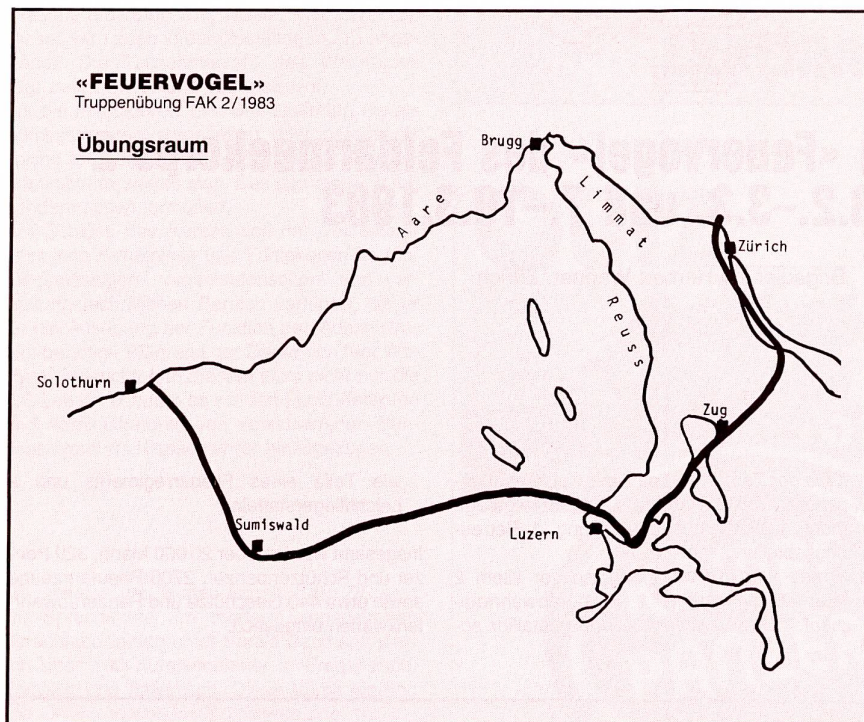 «FEUERVOGEL»
Truppenübung FAK 2/1983
Übungsraum
Brugg
Aare
Limmat
Zürich
Reuss
Solothurn
Zug
Sumiswald
Luzern